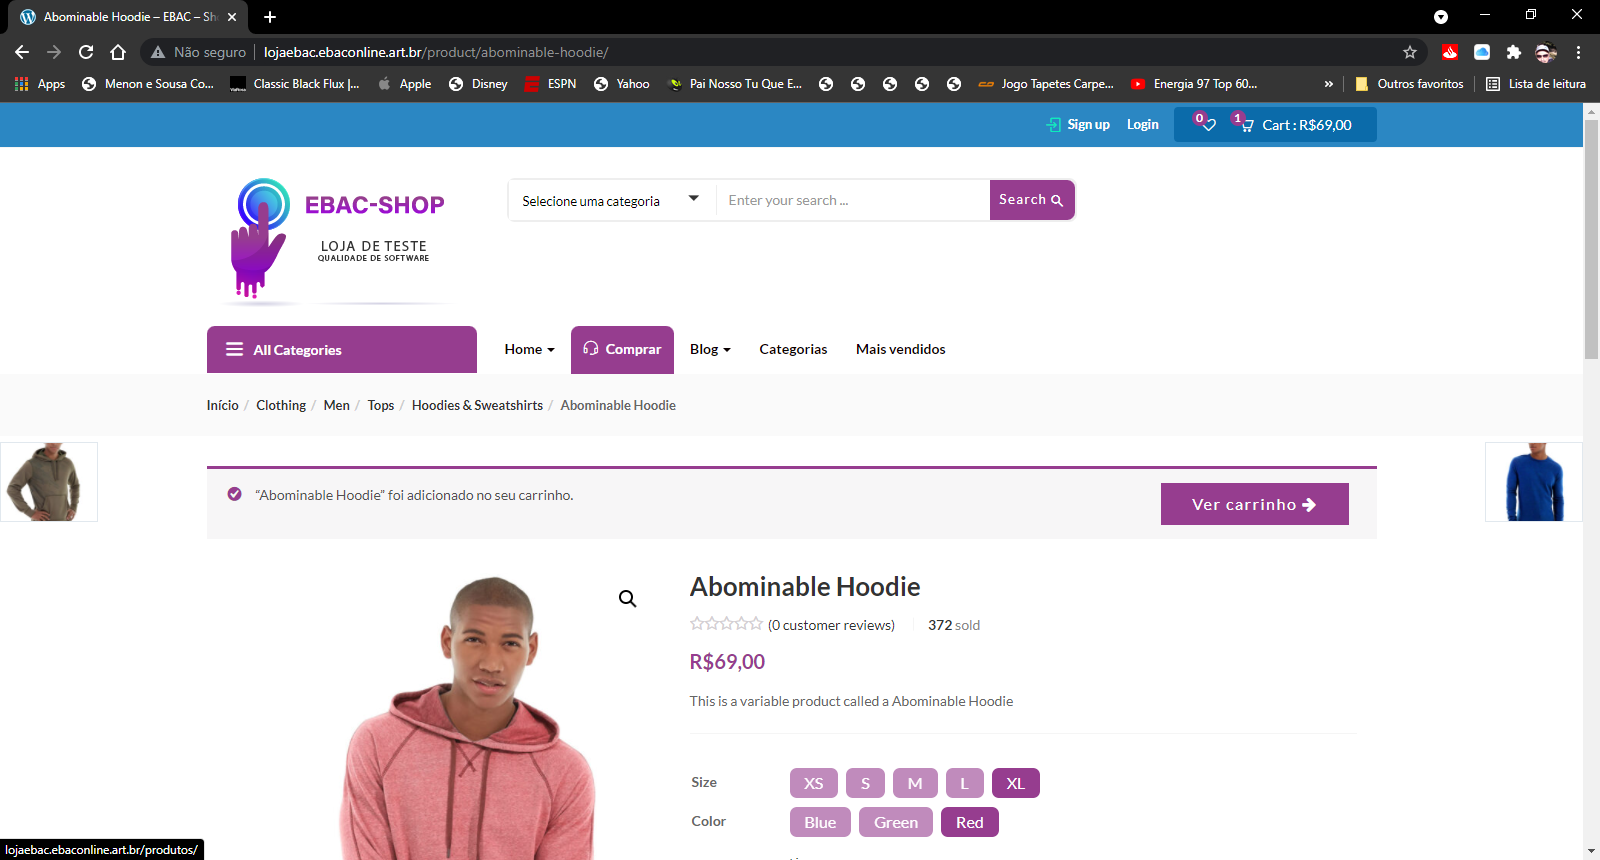 Abominable Hoodie – EBAC – Sh
Não seguro
lojaebac.ebaconline.art.br/product/abominable-hoodie/
Apps
Menon e Sousa Co...
Classic Black Flux |...
Apple
Disney
ESPN
Yahoo
Pai Nosso Tu Que E...
Jogo Tapetes Carpe...
Energia 97 Top 60...
»
Outros favoritos
Lista de leitura
Sign up
Login
0
1
Cart : R$69,00
EBAC-SHOP
LOJA DE TESTE
QUALIDADE DE SOFTWARE
Selecione uma categoria
Enter your search ...
Search
All Categories
Home
Comprar
Blog
Categorias
Mais vendidos
Início / Clothing / Men / Tops / Hoodies & Sweatshirts / Abominable Hoodie
“Abominable Hoodie” foi adicionado no seu carrinho.
Ver carrinho
Abominable Hoodie
(0 customer reviews)
372 sold
R$69,00
This is a variable product called a Abominable Hoodie
Size
XS
S
M
L
XL
Color
Blue
Green
Red
lojaebac.ebaconline.art.br/produtos/